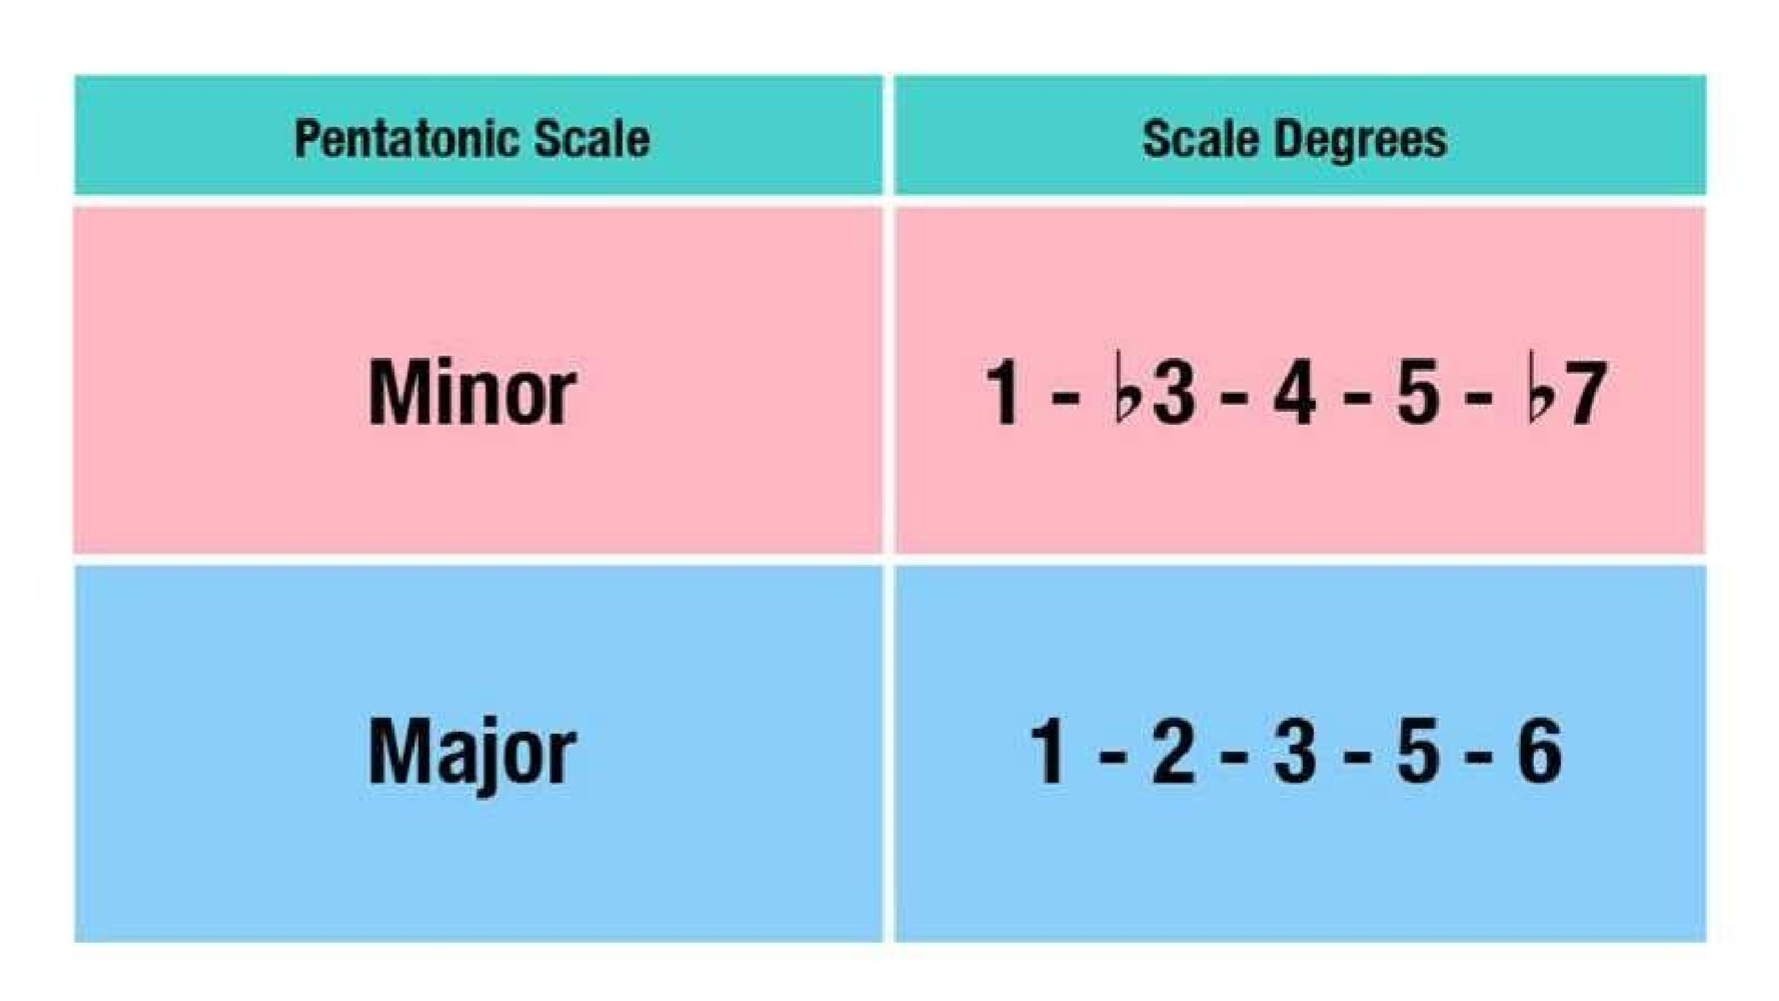 Pentatonic Scale Scale Degrees
Minor 1 - ♭3 - 4 - 5 - ♭7
Major 1 - 2 - 3 - 5 - 6